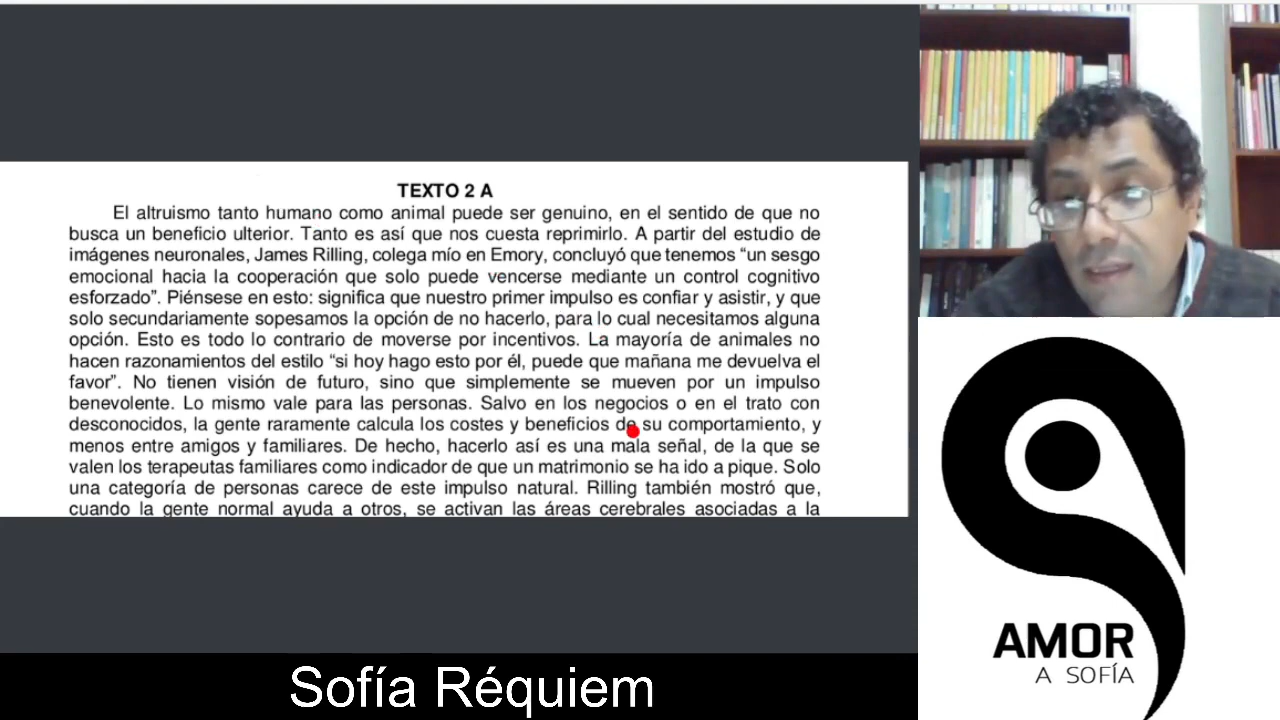 TEXTO 2 A
El altruismo tanto humano como animal puede ser genuino, en el sentido de que no
busca un beneficio ulterior. Tanto es así que nos cuesta reprimirlo. A partir del estudio de
imágenes neuronales, James Rilling, colega mío en Emory, concluyó que tenemos “un sesgo
emocional hacia la cooperación que solo puede vencerse mediante un control cognitivo
esforzado”. Piénsese en esto: significa que nuestro primer impulso es confiar y asistir, y que
solo secundariamente sopesamos la opción de no hacerlo, para lo cual necesitamos alguna
opción. Esto es todo lo contrario de moverse por incentivos. La mayoría de animales no
hacen razonamientos del estilo “si hoy hago esto por él, puede que mañana me devuelva el
favor”. No tienen visión de futuro, sino que simplemente se mueven por un impulso
benevolente. Lo mismo vale para las personas. Salvo en los negocios o en el trato con
desconocidos, la gente raramente calcula los costes y beneficios de su comportamiento, y
menos entre amigos y familiares. De hecho, hacerlo así es una mala señal, de la que se
valen los terapeutas familiares como indicador de que un matrimonio se ha ido a pique. Solo
una categoría de personas carece de este impulso natural. Rilling también mostró que,
cuando la gente normal ayuda a otros, se activan las áreas cerebrales asociadas a la
AMOR
A SOFÍA
Sofía Réquiem